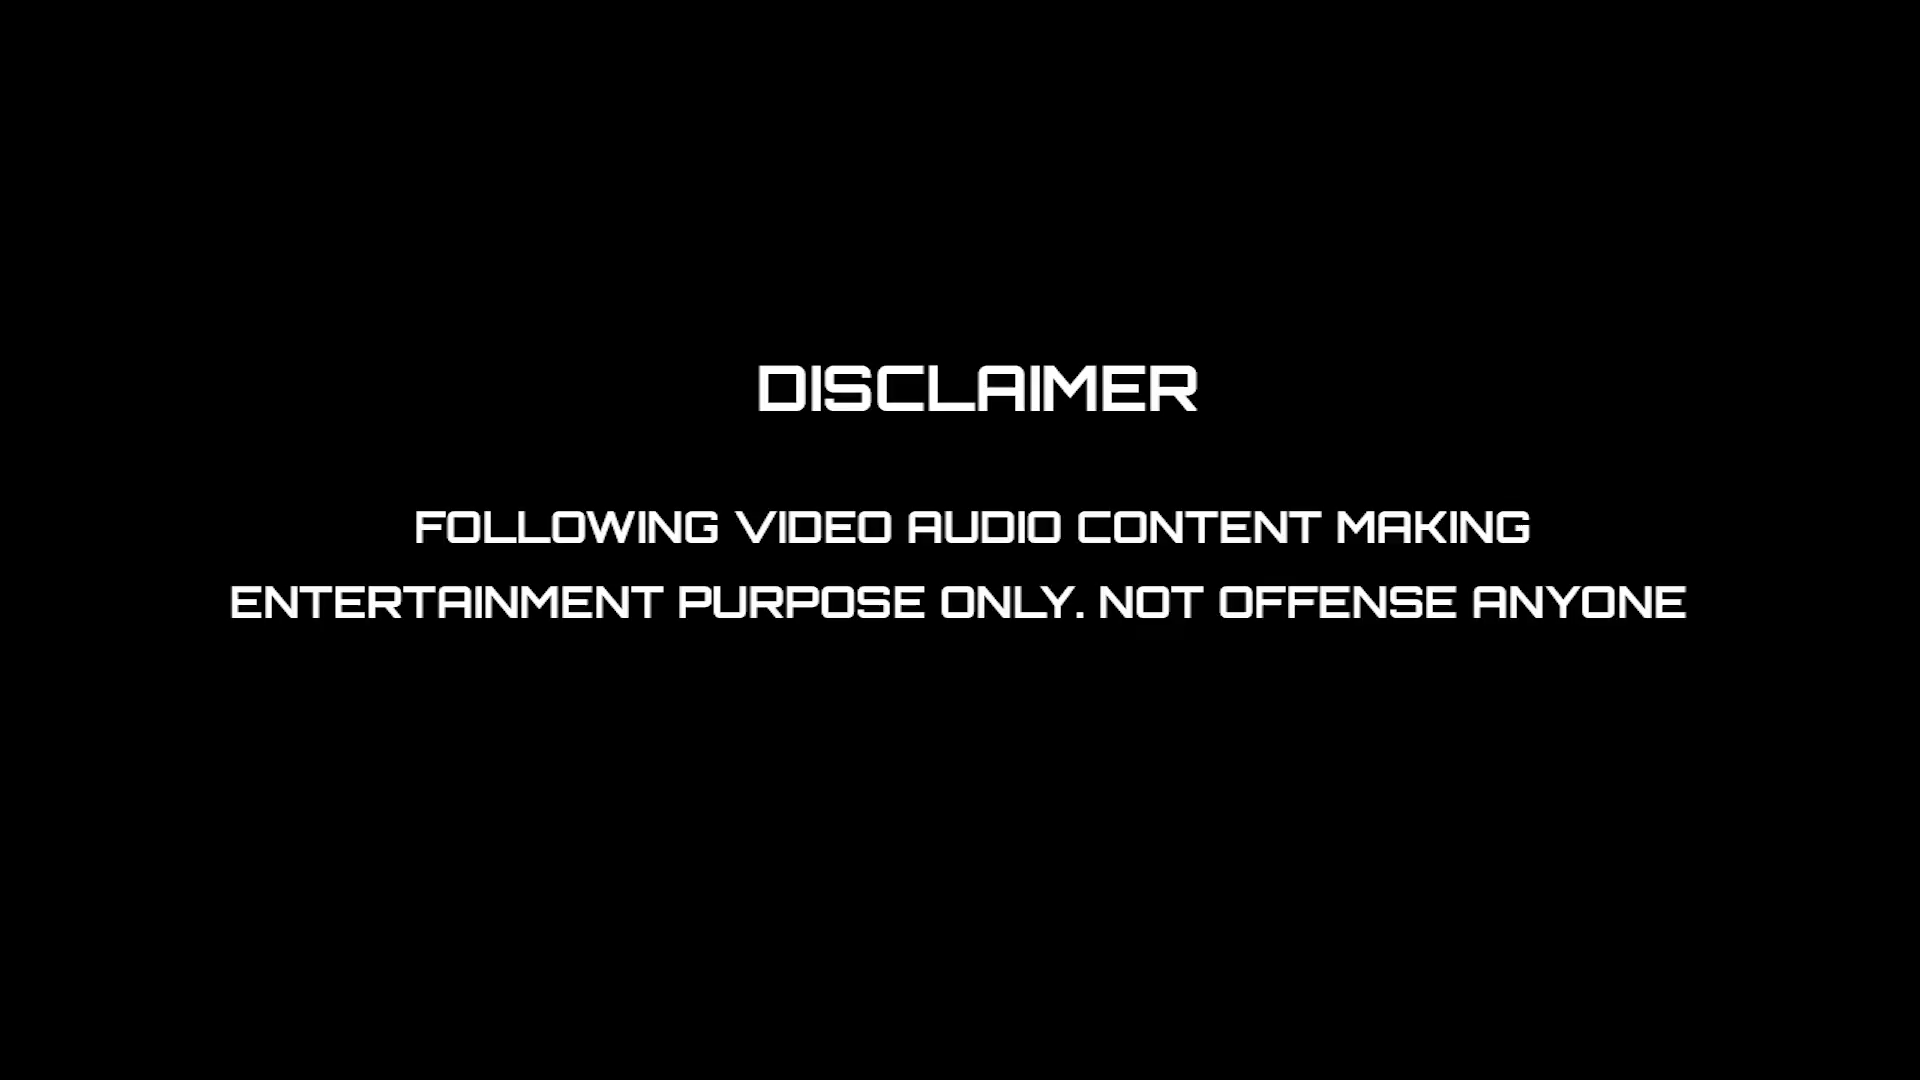 DISCLAIMER
FOLLOWING VIDEO AUDIO CONTENT MAKING
ENTERTAINMENT PURPOSE ONLY. NOT OFFENSE ANYONE